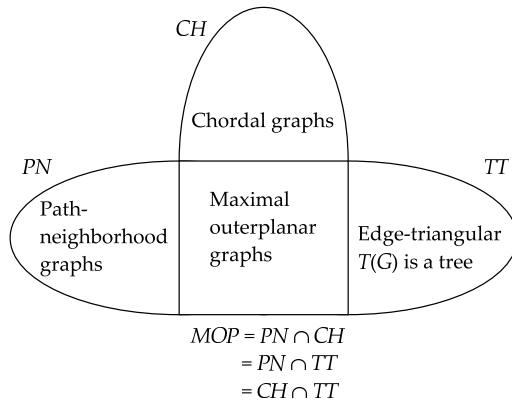 CH
Chordal graphs
PN
TT
Path-
neighborhood
graphs
Maximal
outerplanar
graphs
Edge-triangular
T(G) is a tree
MOP = PN ∩ CH
= PN ∩ TT
= CH ∩ TT